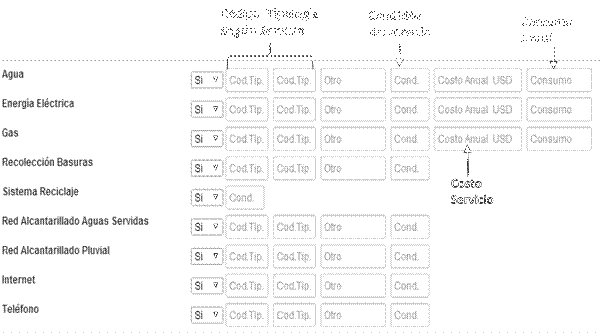 Codigo Tipología
según Servicio
Condición
Consumo
Anual
Agua Si Cod.Tip. Cod.Tip. Otro Cond. Costo Anual USD Consumo
Energía Eléctrica Si Cod.Tip. Cod.Tip. Otro Cond. Costo Anual USD Consumo
Gas Si Cod.Tip. Cod.Tip. Otro Cond. Costo Anual USD Consumo
Recolección Basuras Si Cod.Tip. Cod.Tip. Otro Cond.
Sistema Reciclaje Si Cond.
Costo
Servicio
Red Alcantarillado Aguas Servidas Si Cod.Tip. Cod.Tip. Otro Cond.
Red Alcantarillado Pluvial Si Cod.Tip. Cod.Tip. Otro Cond.
Internet Si Cod.Tip. Cod.Tip. Otro Cond.
Teléfono Si Cod.Tip. Cod.Tip. Otro Cond.